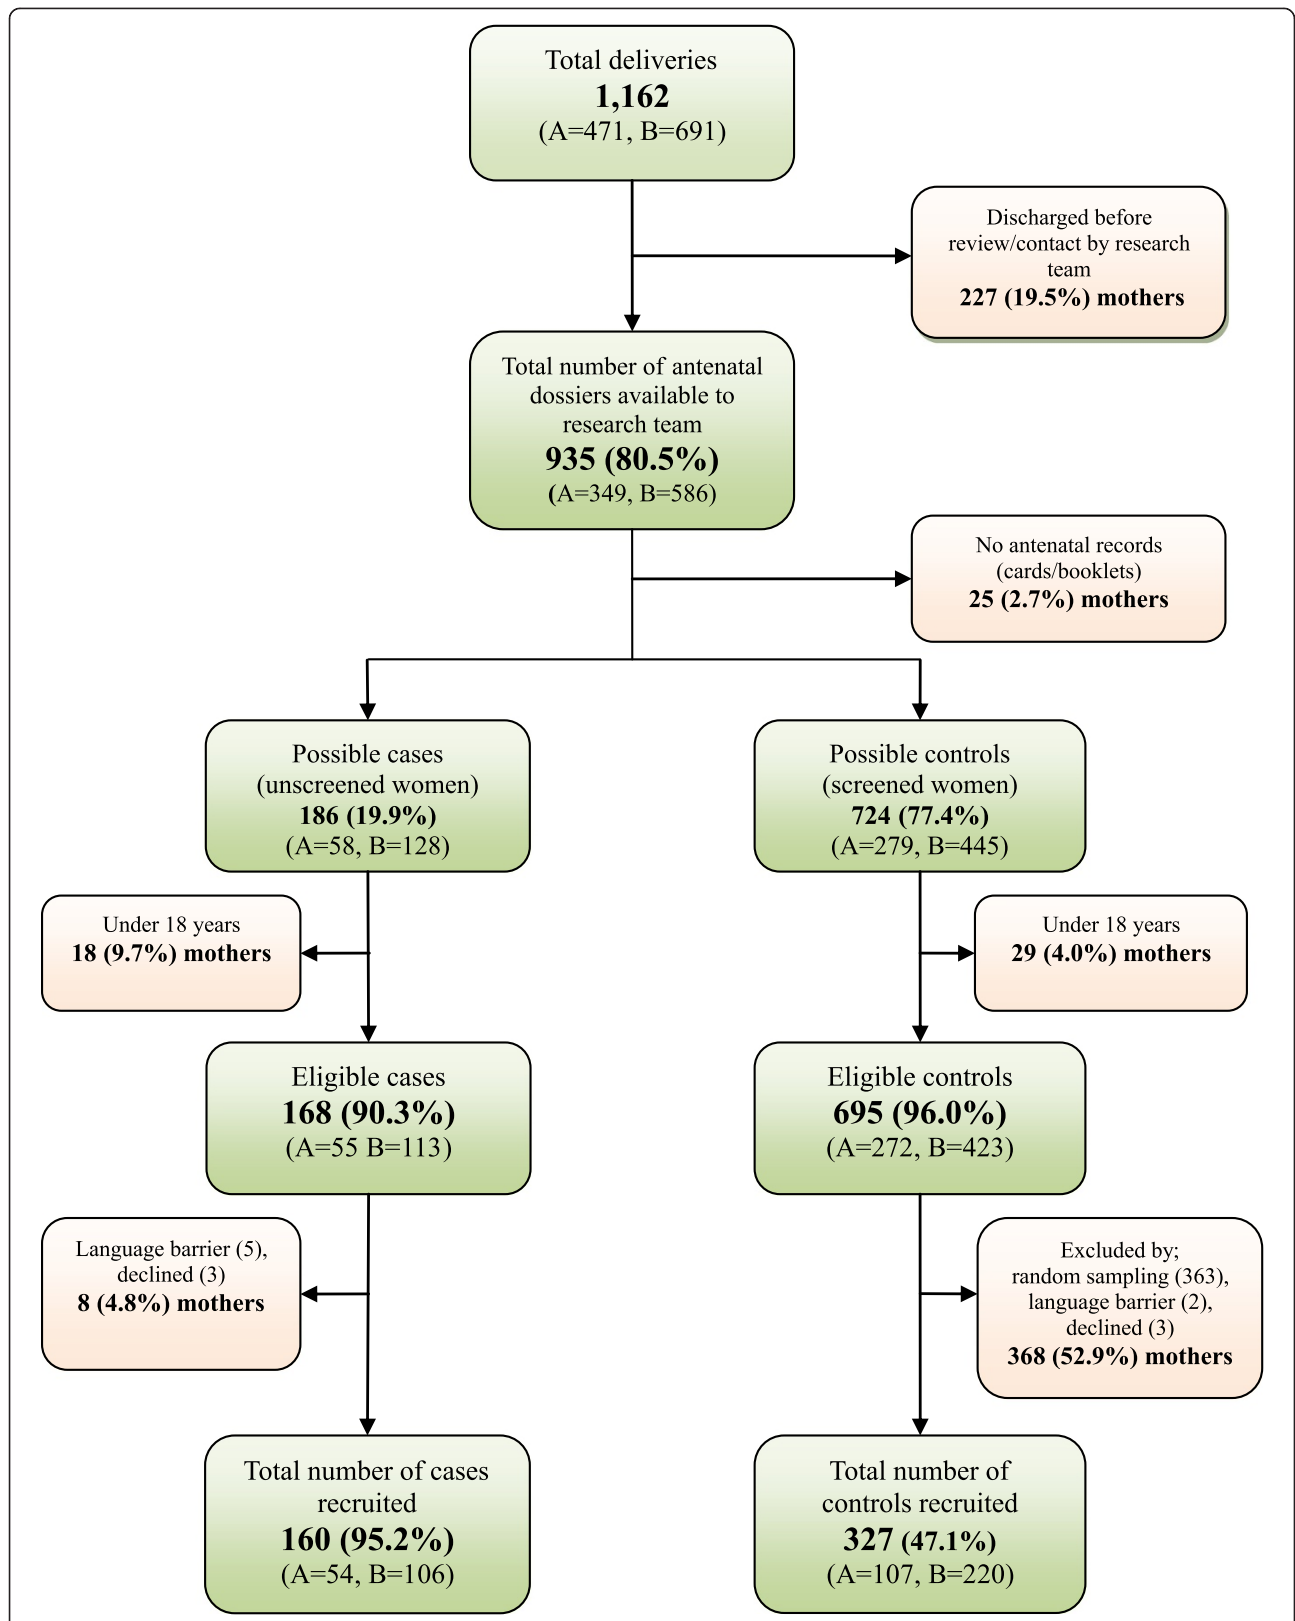 Total deliveries
1,162
(A=471, B=691)
Discharged before
review/contact by research
team
227 (19.5%) mothers
Total number of antenatal
dossiers available to
research team
935 (80.5%)
(A=349, B=586)
No antenatal records
(cards/booklets)
25 (2.7%) mothers
Possible cases
(unscreened women)
186 (19.9%)
(A=58, B=128)
Possible controls
(screened women)
724 (77.4%)
(A=279, B=445)
Under 18 years
18 (9.7%) mothers
Under 18 years
29 (4.0%) mothers
Eligible cases
168 (90.3%)
(A=55 B=113)
Eligible controls
695 (96.0%)
(A=272, B=423)
Language barrier (5),
declined (3)
8 (4.8%) mothers
Excluded by;
random sampling (363),
language barrier (2),
declined (3)
368 (52.9%) mothers
Total number of cases
recruited
160 (95.2%)
(A=54, B=106)
Total number of
controls recruited
327 (47.1%)
(A=107, B=220)